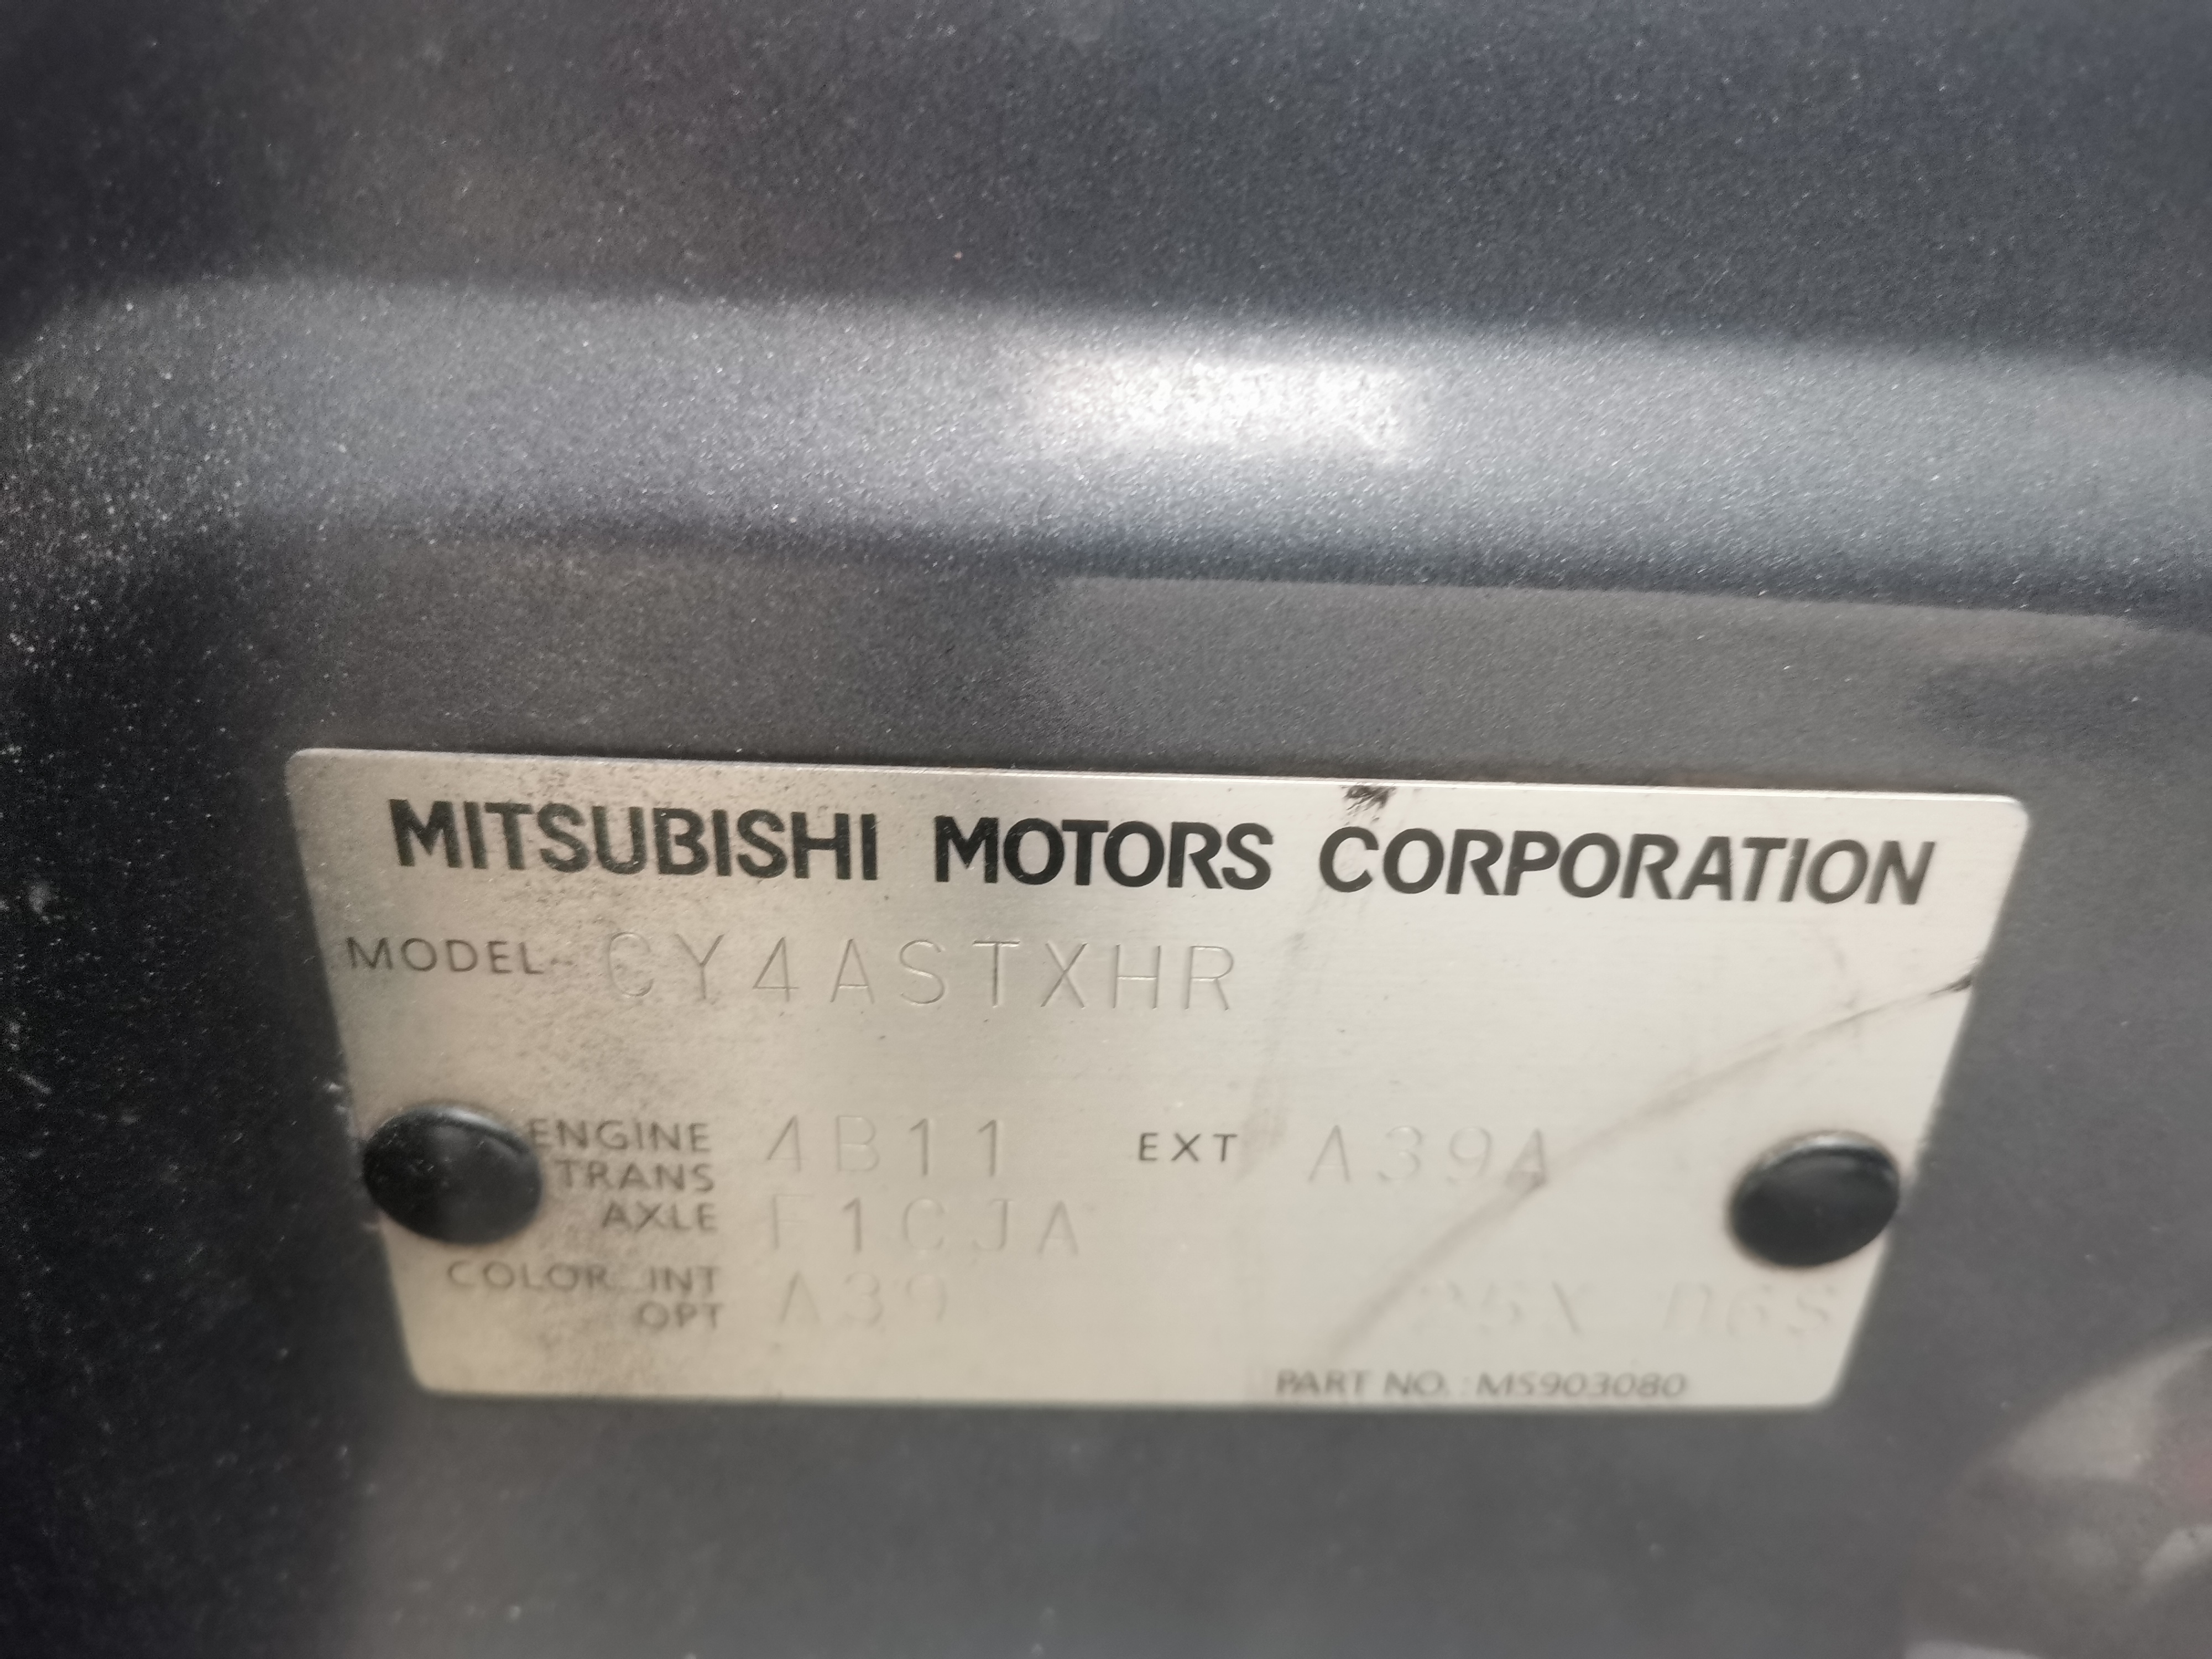 MITSUBISHI MOTORS CORPORATION
MODEL CY4ASTXHR
ENGINE 4B11 EXT A39A
TRANS
AXLE F1CJA
COLOR INT A39
OPT
PART NO. : MS903080